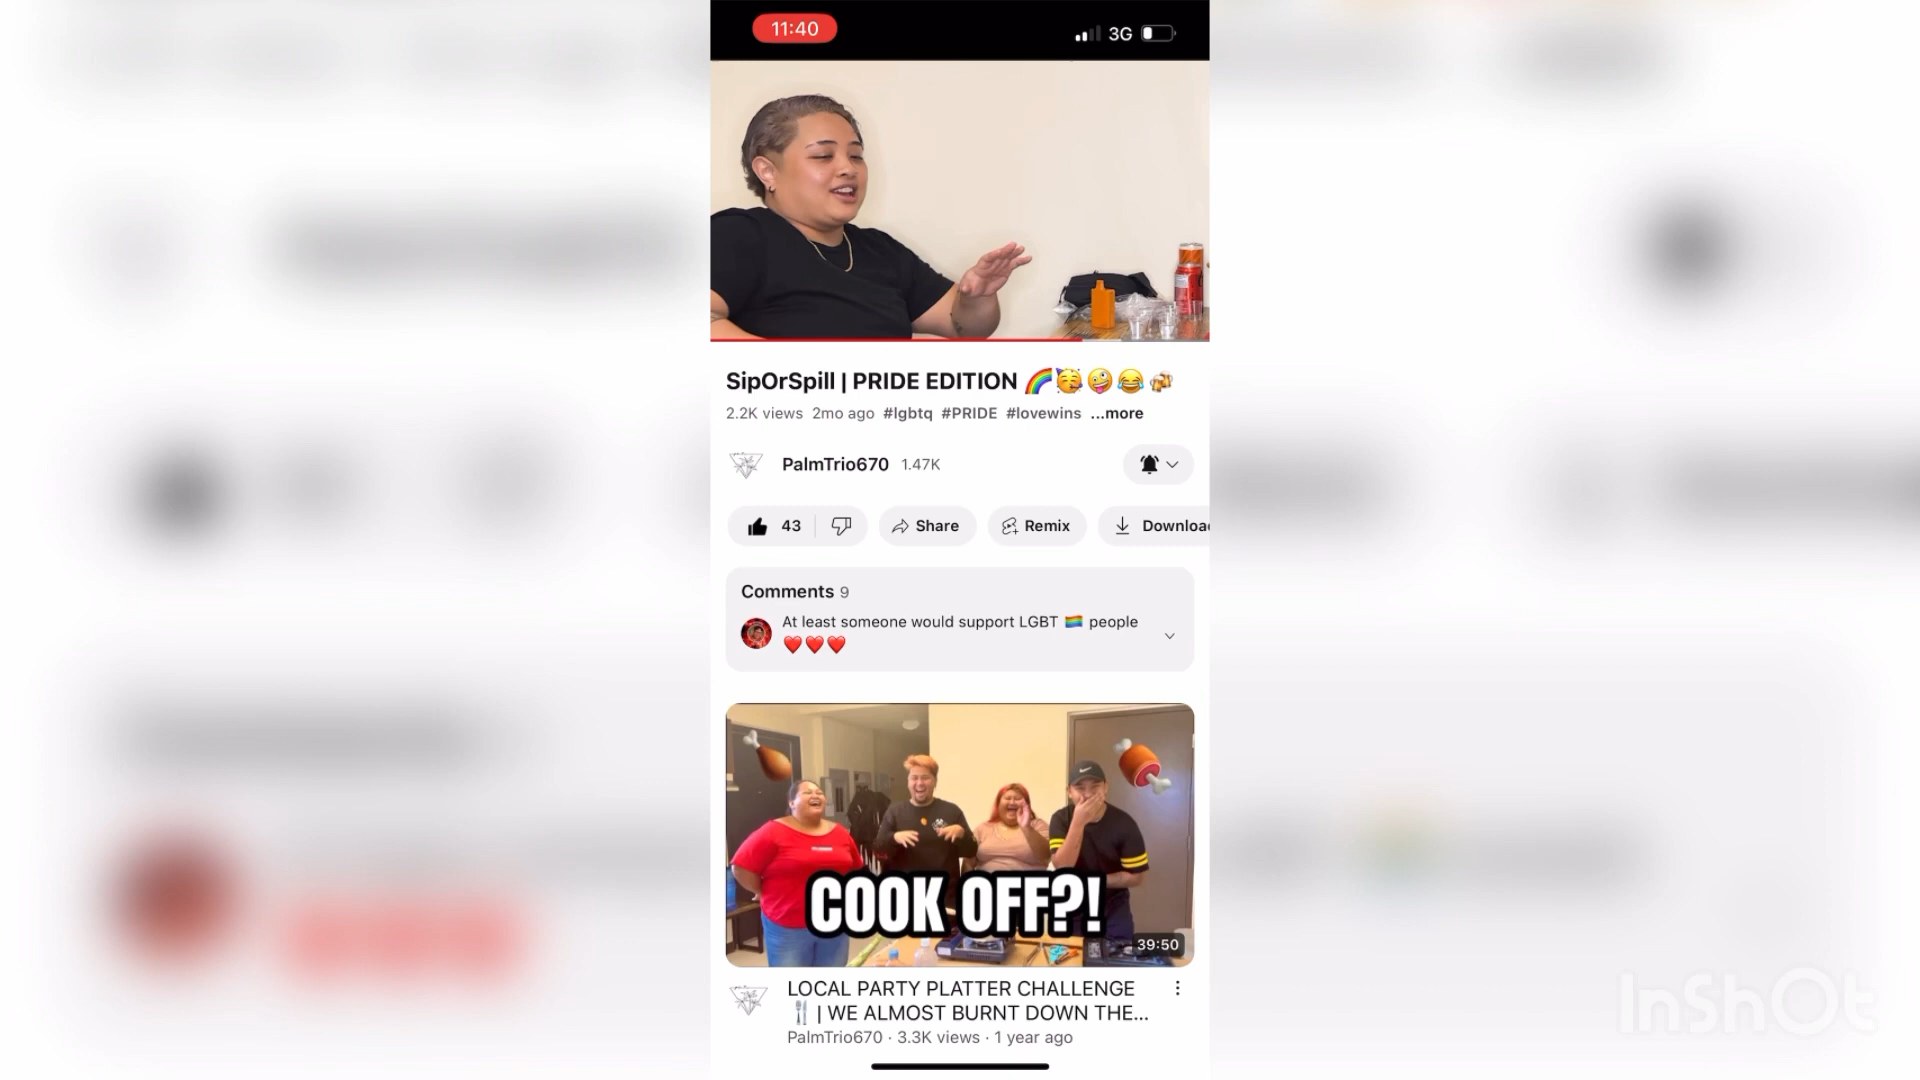 11:40
3G
SipOrSpill | PRIDE EDITION 🌈🥳🤪😂🍻
2.2K views 2mo ago #lgbtq #PRIDE #lovewins ...more
PalmTrio670 1.47K
43 Share Remix Downloa
Comments 9
At least someone would support LGBT 🏳️‍🌈 people
❤️❤️❤️
COOK OFF?!
39:50
LOCAL PARTY PLATTER CHALLENGE
🍴 | WE ALMOST BURNT DOWN THE...
PalmTrio670 · 3.3K views · 1 year ago
InShOt